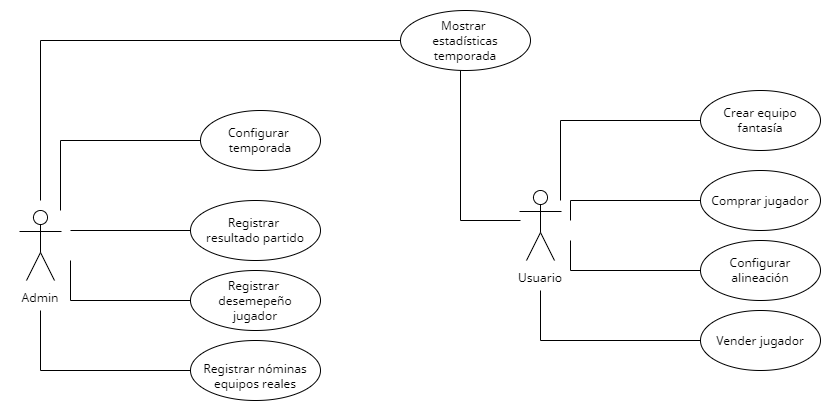 Mostrar
estadísticas
temporada
Crear equipo
fantasía
Configurar
temporada
Comprar jugador
Registrar
resultado partido
Configurar
alineación
Usuario
Registrar
desemepeño
jugador
Admin
Vender jugador
Registrar nóminas
equipos reales